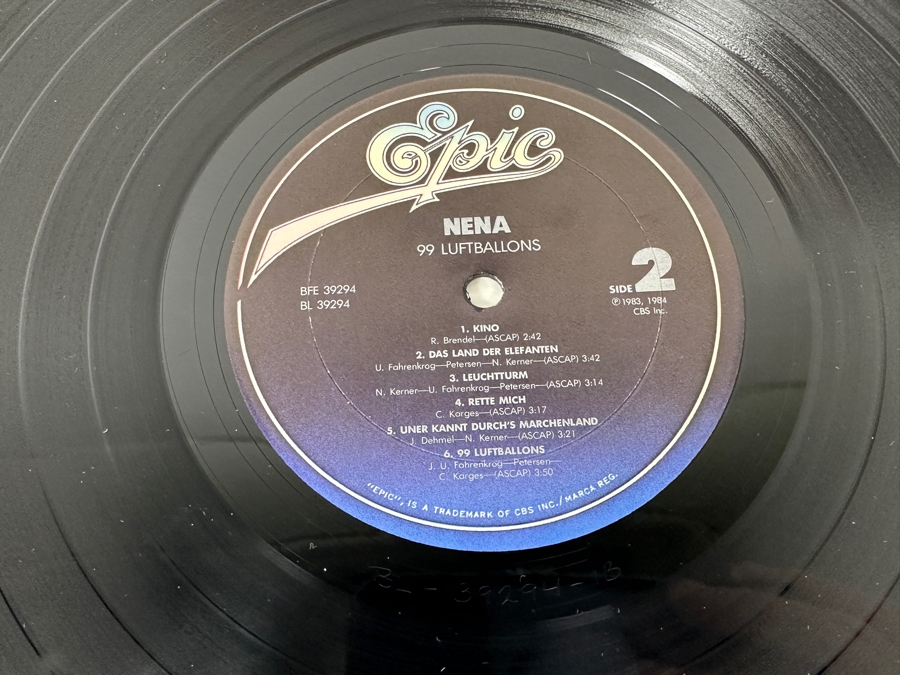 Epic
NENA
99 LUFTBALLONS
BFE 39294
BL 39294
SIDE 2
Ⓟ 1983, 1984
CBS Inc.
1. KINO
R. Brendel—(ASCAP) 2:42
2. DAS LAND DER ELEFANTEN
U. Fahrenkrog—Petersen—N. Kerner—(ASCAP) 3:42
3. LEUCHTTURM
N. Kerner—U. Fahrenkrog—Petersen—(ASCAP) 3:14
4. RETTE MICH
C. Karges—(ASCAP) 3:17
5. UNER KANNT DURCH'S MARCHENLAND
J. Dehmel—N. Kerner—(ASCAP) 3:21
6. 99 LUFTBALLONS
J. U. Fahrenkrog—Petersen—
C. Karges—(ASCAP) 3:50
"EPIC", IS A TRADEMARK OF CBS INC./MARCA REG.
39294-1B